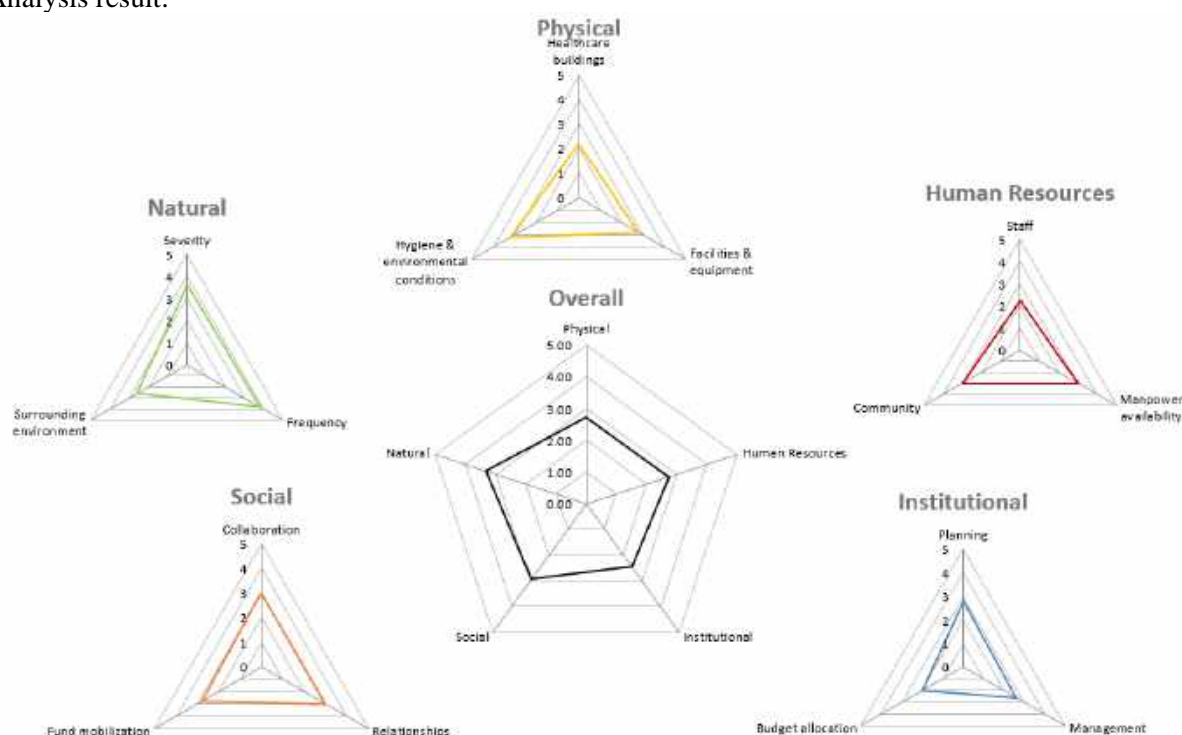 Analysis result:
Physical
Healthcare
buildings
5
4
3
2
1
0
Hygiene &
environmental
conditions
Facilities &
equipment
Natural
Severity
5
4
3
2
1
0
Surrounding
environment
Frequency
Human Resources
Staff
5
4
3
2
1
0
Community
Manpower
availability
Overall
Physical
5.00
4.00
3.00
2.00
1.00
0.00
Natural
Human Resources
Social
Institutional
Social
Collaboration
5
4
3
2
1
0
Fund mobilization
Relationships
Institutional
Planning
5
4
3
2
1
0
Budget allocation
Management